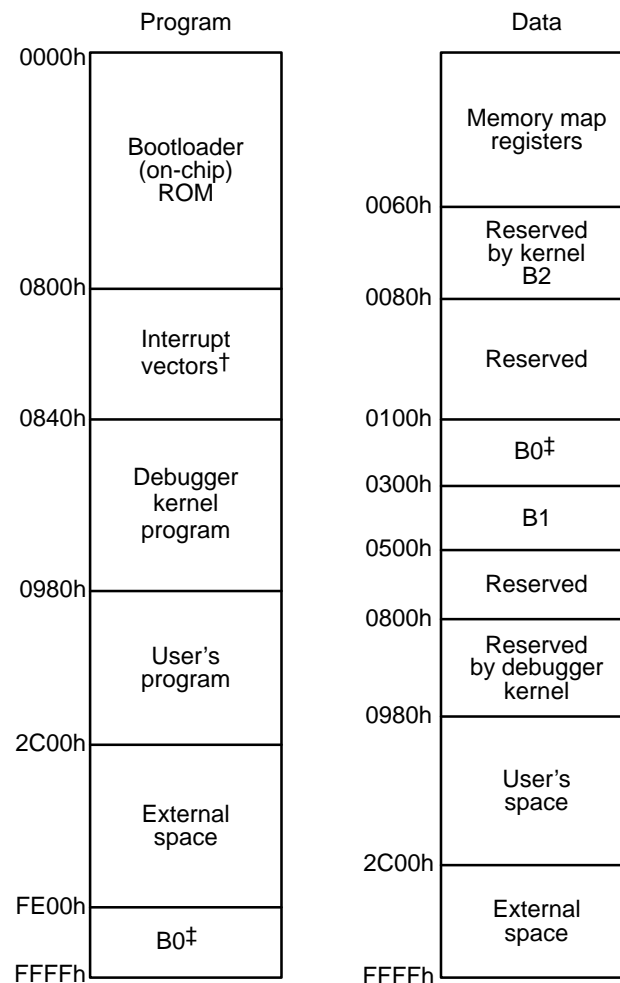 Program
0000h
Bootloader
(on-chip)
ROM
0800h
Interrupt
vectors†
0840h
Debugger
kernel
program
0980h
User's
program
2C00h
External
space
FE00h
B0‡
FFFFh
Data
Memory map
registers
0060h
Reserved
by kernel
B2
0080h
Reserved
0100h
B0‡
0300h
B1
0500h
Reserved
0800h
Reserved
by debugger
kernel
0980h
User's
space
2C00h
External
space
FFFFh